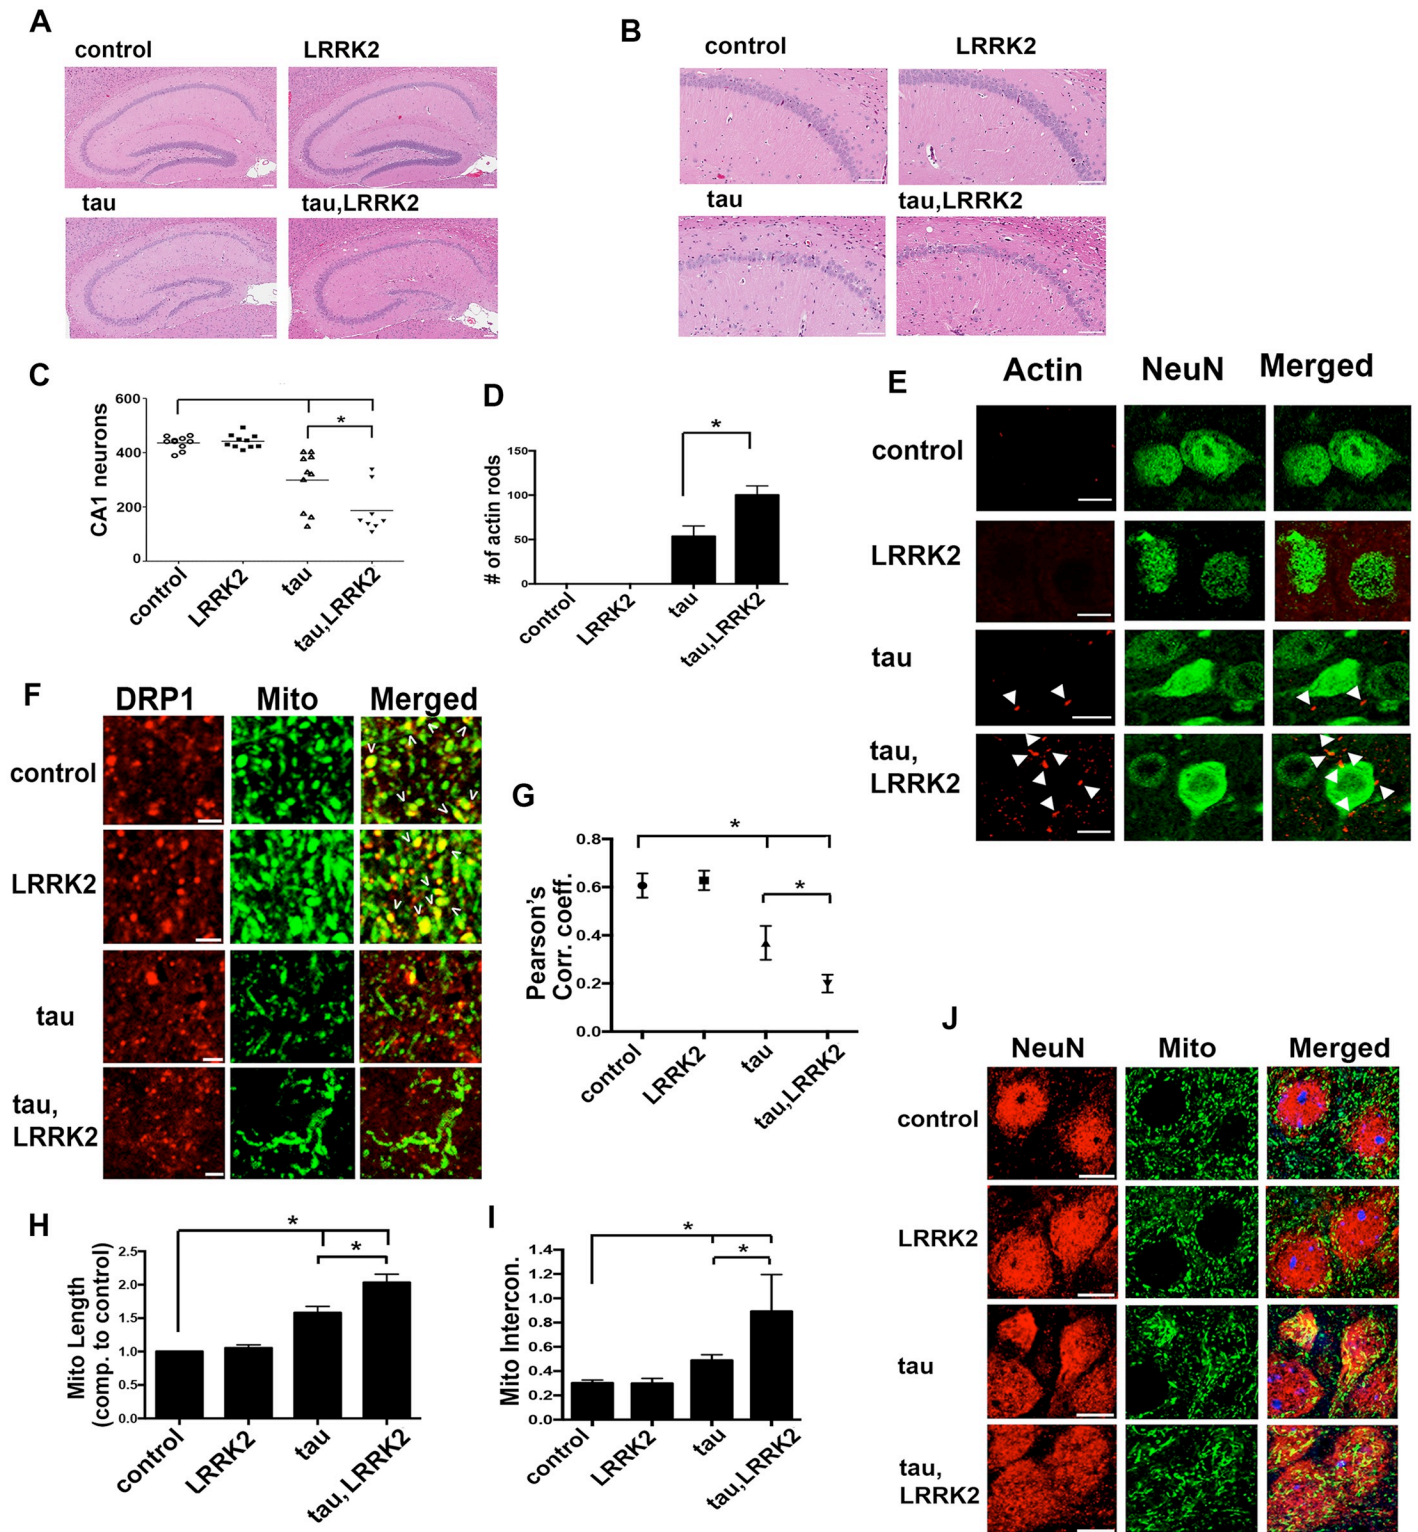 A
control
LRRK2
tau
tau,LRRK2
B
control
LRRK2
tau
tau,LRRK2
C
CA1 neurons
600
400
200
0
*
control
LRRK2
tau
tau,LRRK2
D
# of actin rods
150
100
50
0
*
control
LRRK2
tau
tau,LRRK2
E
Actin
NeuN
Merged
control
LRRK2
tau
tau,
LRRK2
F
DRP1
Mito
Merged
control
LRRK2
tau
tau,
LRRK2
G
Pearson's
Corr. coeff.
0.8
0.6
0.4
0.2
0.0
*
*
control
LRRK2
tau
tau,LRRK2
H
Mito Length
(comp. to control)
2.5
2.0
1.5
1.0
0.5
0.0
*
*
control
LRRK2
tau
tau, LRRK2
I
Mito Intercon.
1.4
1.2
1.0
0.8
0.6
0.4
0.2
0.0
*
*
control
LRRK2
tau
tau,LRRK2
J
NeuN
Mito
Merged
control
LRRK2
tau
tau,
LRRK2